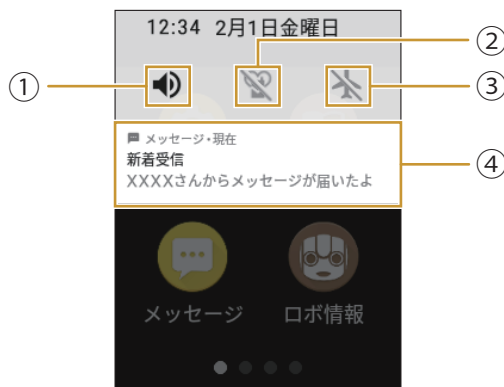 12:34 2月1日金曜日
②
①
③
メッセージ・現在
④
新着受信
XXXXさんからメッセージが届いたよ
メッセージ ロボ情報